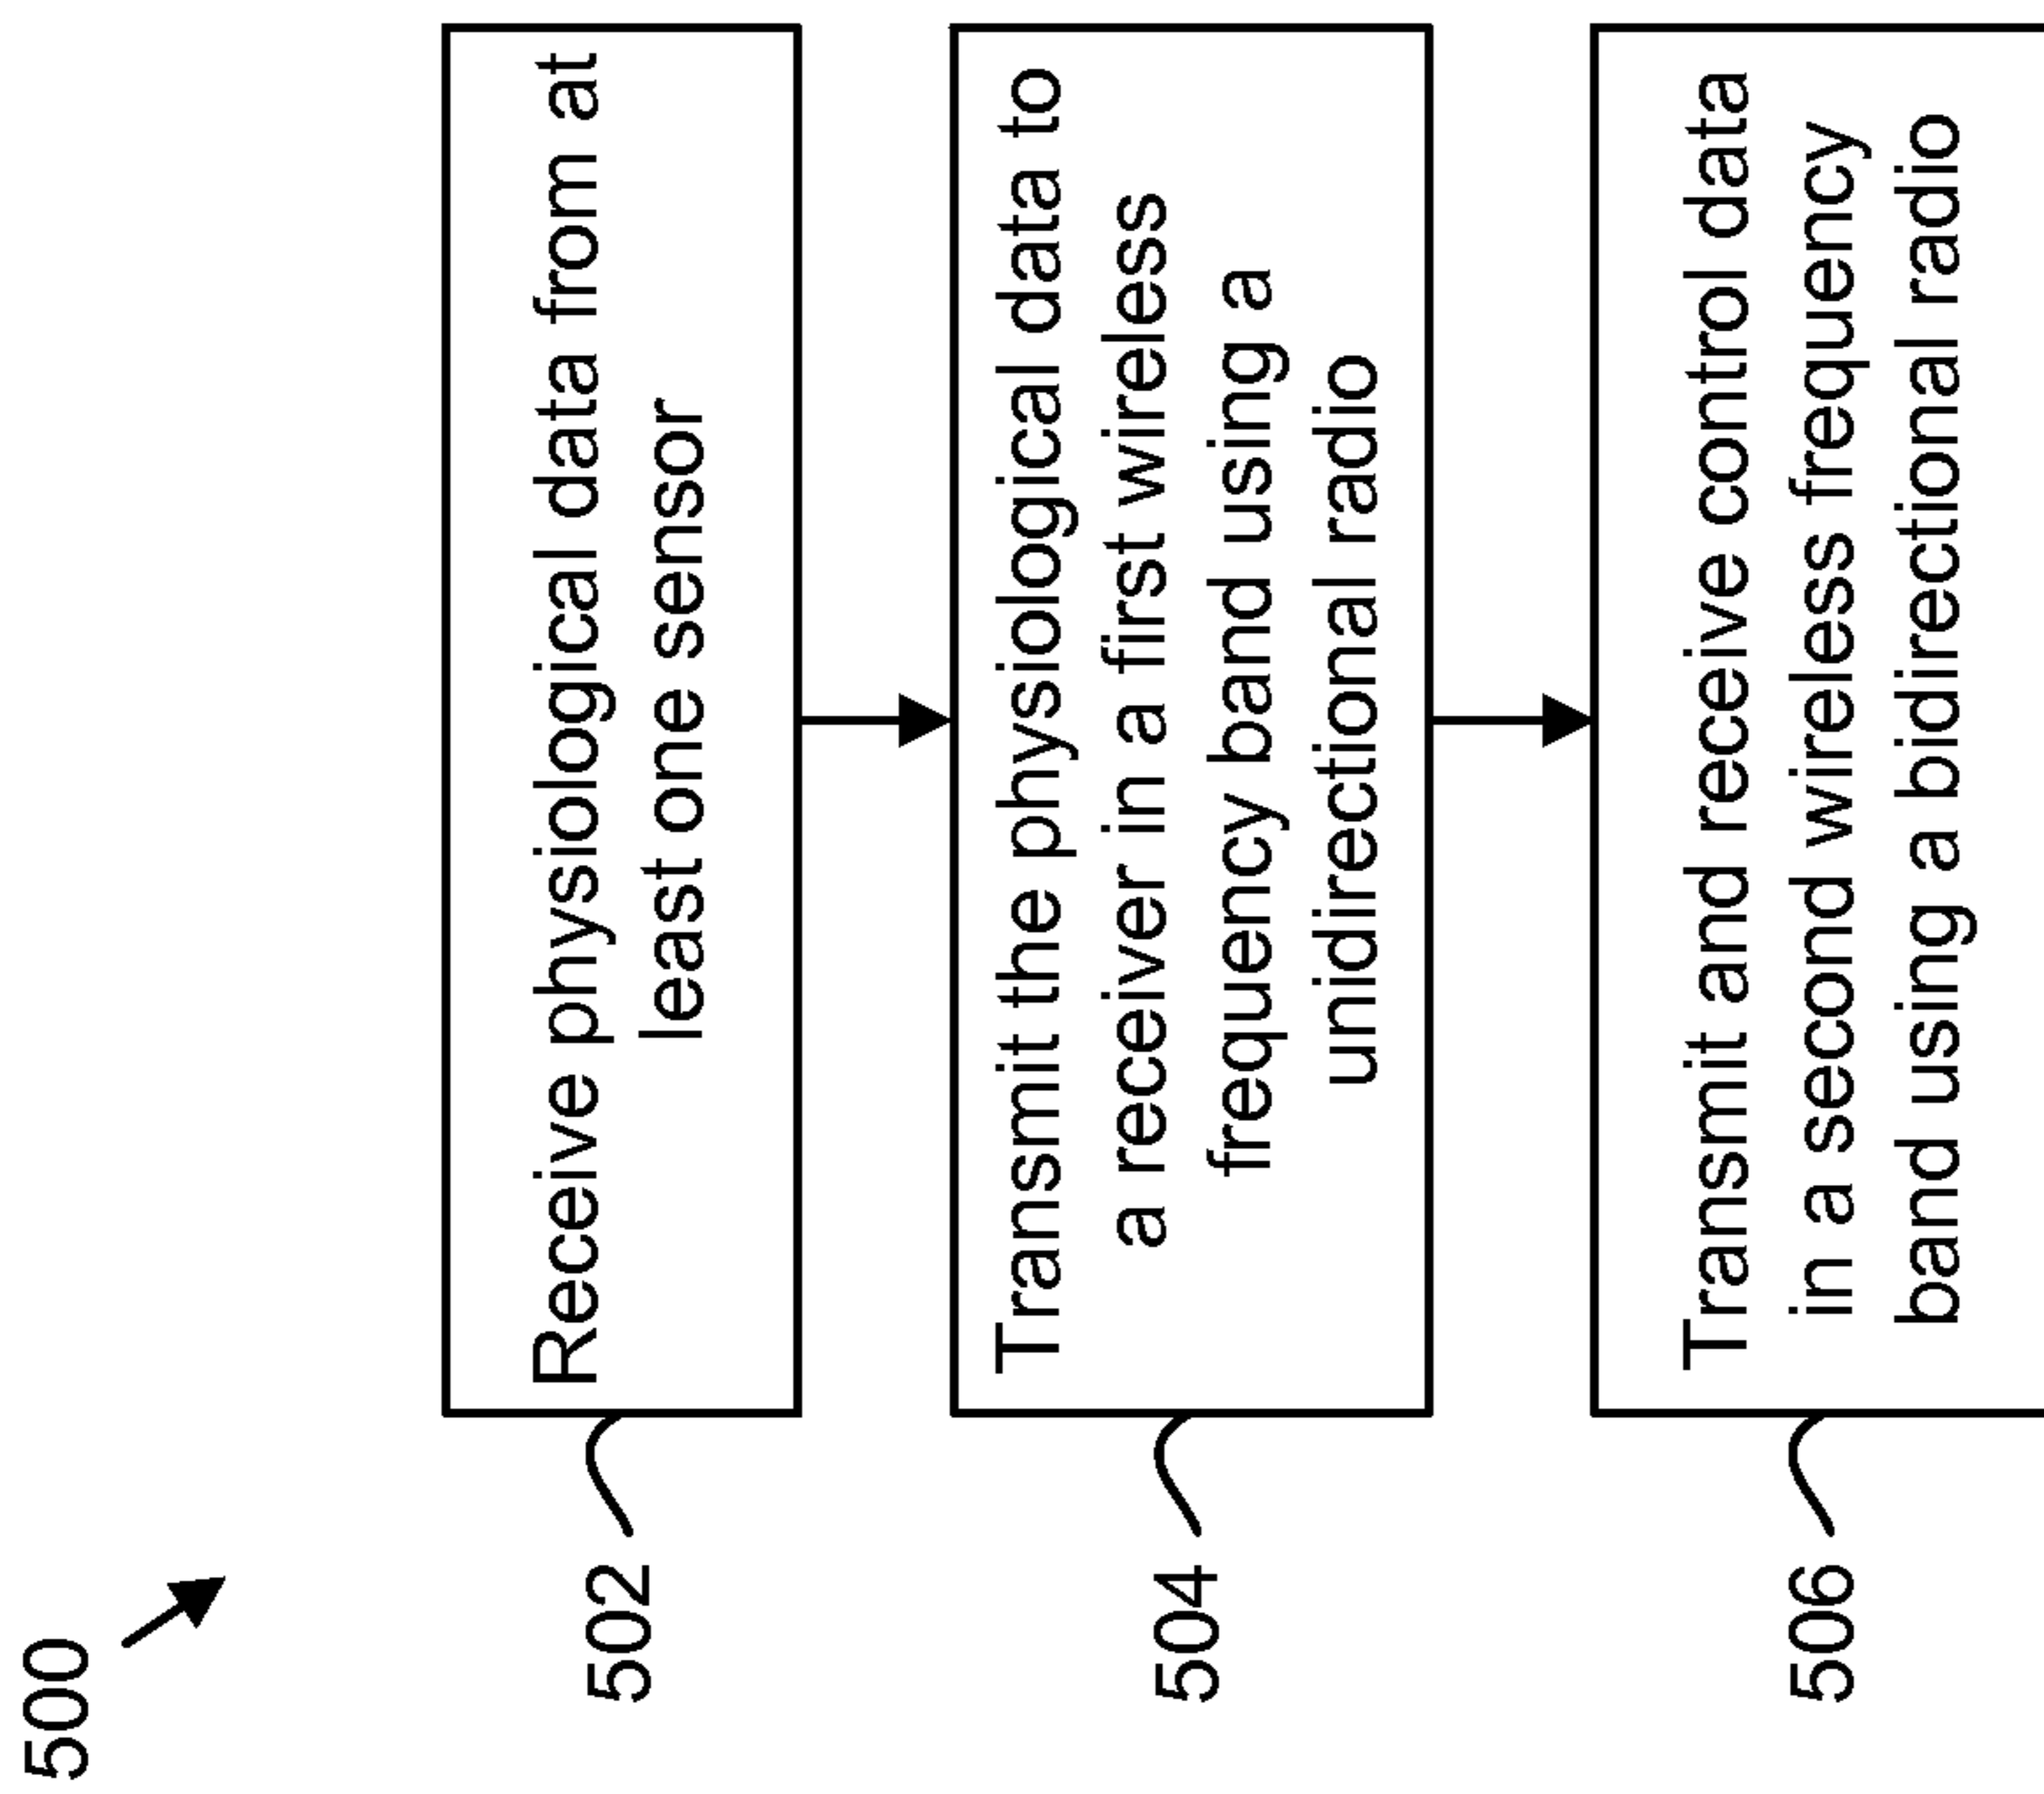 500
502
Receive physiological data from at
least one sensor
504
Transmit the physiological data to
a receiver in a first wireless
frequency band using a
unidirectional radio
506
Transmit and receive control data
in a second wireless frequency
band using a bidirectional radio